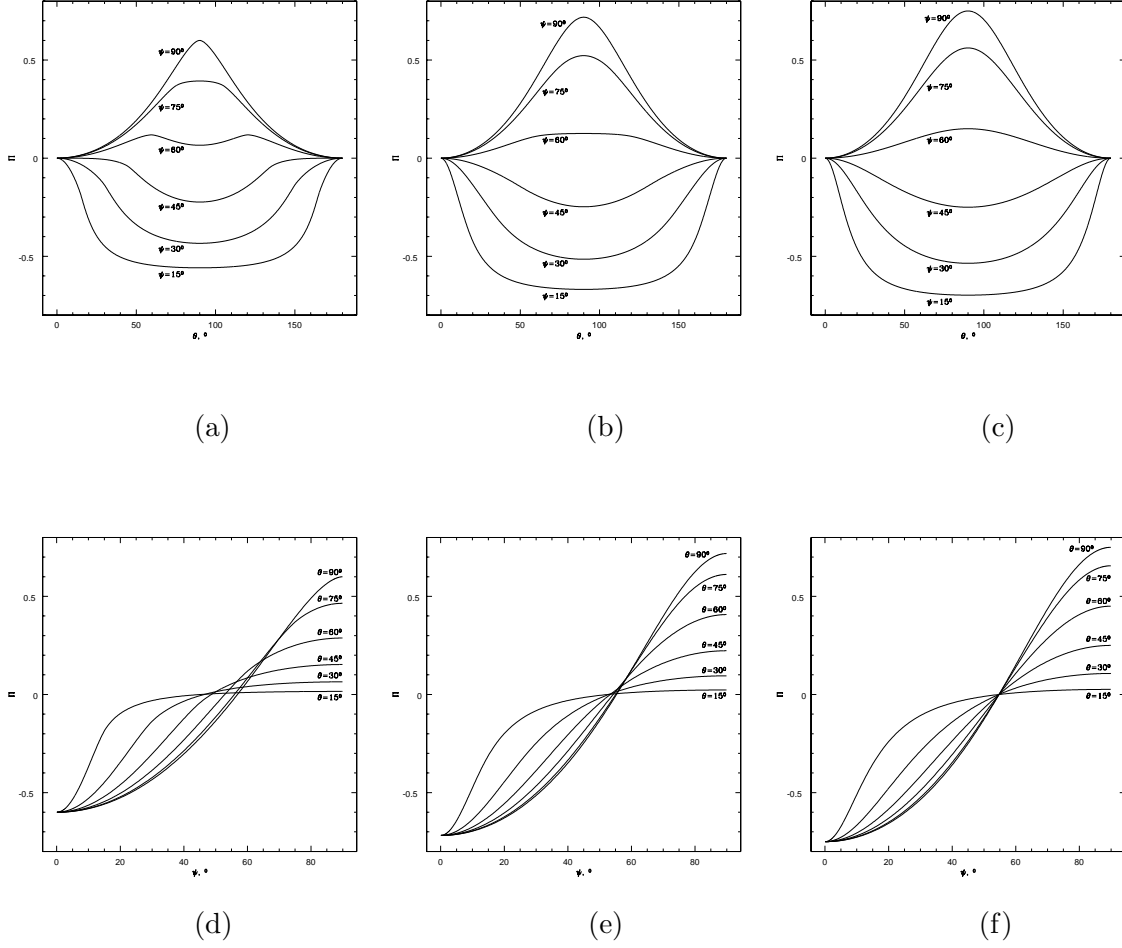 ψ=90°
ψ=75°
ψ=60°
ψ=45°
ψ=30°
ψ=15°
0.5
0
-0.5
Π
0 50 100 150
θ, °
ψ=90°
ψ=75°
ψ=60°
ψ=45°
ψ=30°
ψ=15°
0.5
0
-0.5
Π
0 50 100 150
θ, °
ψ=90°
ψ=75°
ψ=60°
ψ=45°
ψ=30°
ψ=15°
0.5
0
-0.5
Π
0 50 100 150
θ, °
(a) (b) (c)
θ=90°
θ=75°
θ=60°
θ=45°
θ=30°
θ=15°
0.5
0
-0.5
Π
0 20 40 60 80
ψ, °
θ=90°
θ=75°
θ=60°
θ=45°
θ=30°
θ=15°
0.5
0
-0.5
Π
0 20 40 60 80
ψ, °
θ=90°
θ=75°
θ=60°
θ=45°
θ=30°
θ=15°
0.5
0
-0.5
Π
0 20 40 60 80
ψ, °
(d) (e) (f)